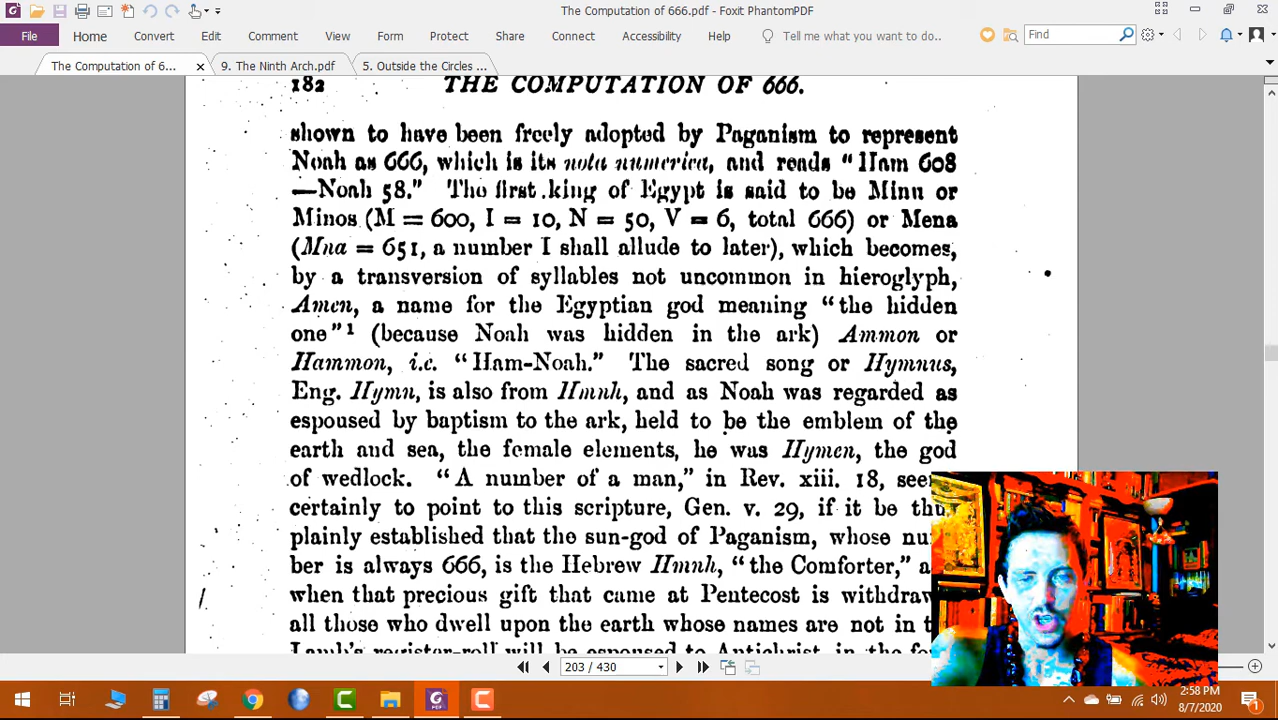 The Computation of 666.pdf - Foxit PhantomPDF
File Home Convert Edit Comment View Form Protect Share Connect Accessibility Help Tell me what you want to do.. Find
The Computation of 6... 9. The Ninth Arch.pdf 5. Outside the Circles ...
182 THE COMPUTATION OF 666.
shown to have been freely adopted by Paganism to represent
Noah as 666, which is its nota numerica, and reads "Ham 608
—Noah 58." The first king of Egypt is said to be Minu or
Minos (M = 600, I = 10, N = 50, V = 6, total 666) or Mena
(Mna = 651, a number I shall allude to later), which becomes,
by a transversion of syllables not uncommon in hieroglyph,
Amen, a name for the Egyptian god meaning "the hidden
one"1 (because Noah was hidden in the ark) Ammon or
Hammon, i.e. "Ham-Noah." The sacred song or Hymnus,
Eng. Hymn, is also from Hmnh, and as Noah was regarded as
espoused by baptism to the ark, held to be the emblem of the
earth and sea, the female elements, he was Hymen, the god
of wedlock. "A number of a man," in Rev. xiii. 18, see
certainly to point to this scripture, Gen. v. 29, if it be thu
plainly established that the sun-god of Paganism, whose nu
ber is always 666, is the Hebrew Hmnh, "the Comforter," a
when that precious gift that came at Pentecost is withdraw
all those who dwell upon the earth whose names are not in t
Lamb's register-roll will be espoused to Antichrist, in the
203 / 430
2:58 PM
8/7/2020